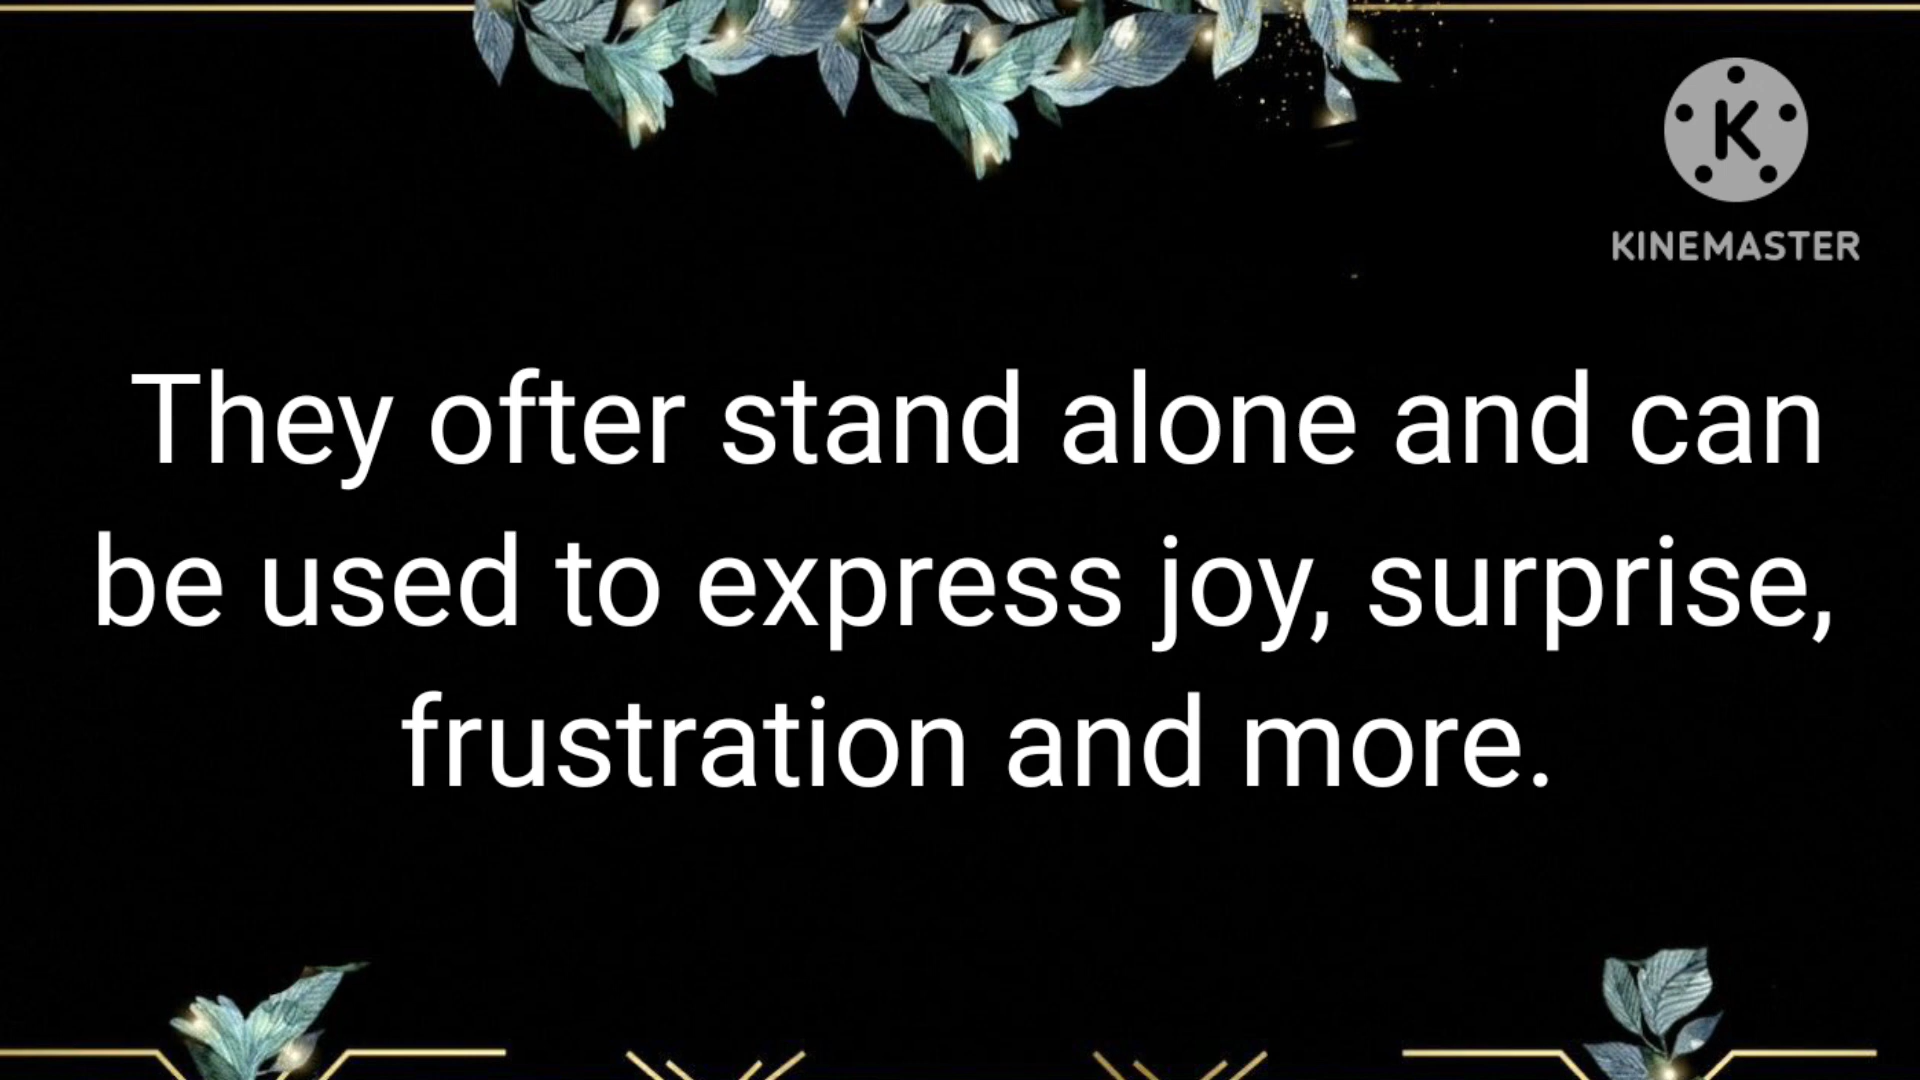 K
KINEMASTER
They ofter stand alone and can
be used to express joy, surprise,
frustration and more.